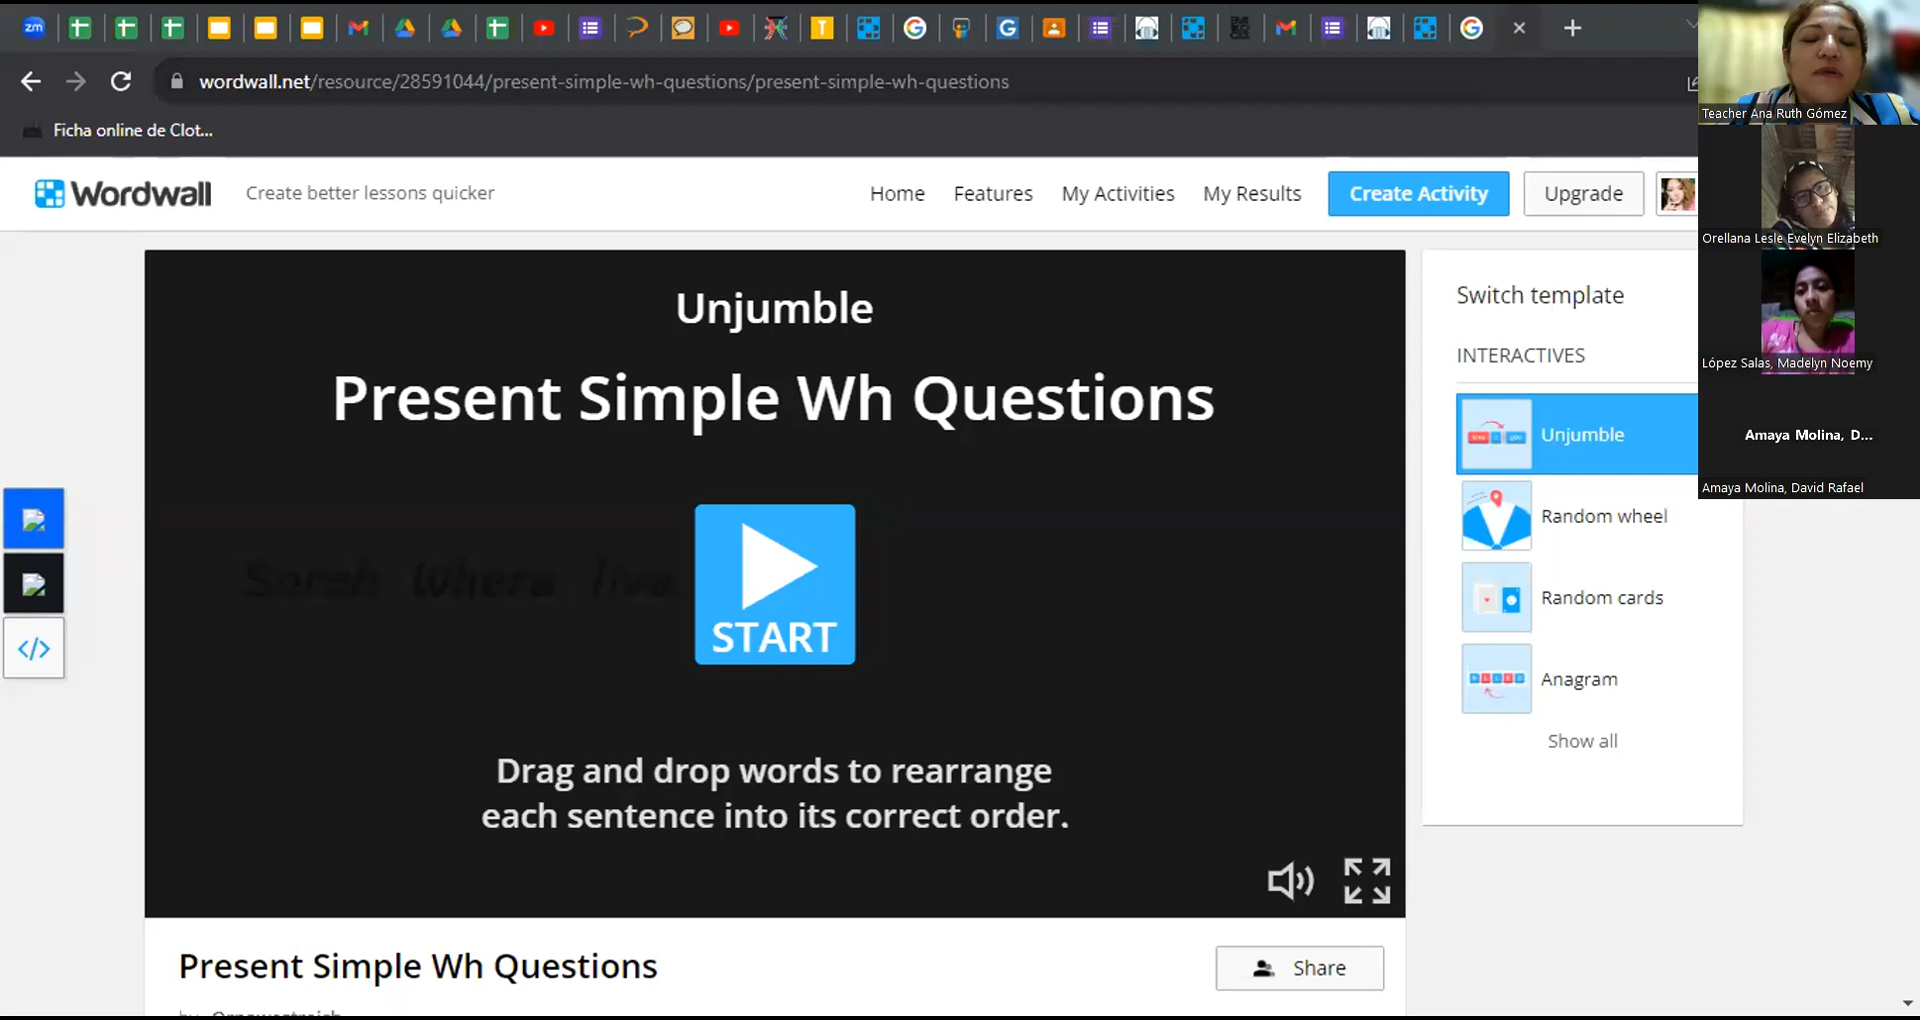 zm
T
G
G
G
wordwall.net/resource/28591044/present-simple-wh-questions/present-simple-wh-questions
Ficha online de Clot...
Wordwall
Create better lessons quicker
Home
Features
My Activities
My Results
Create Activity
Upgrade
Unjumble
Present Simple Wh Questions
Sarah Where live
START
Drag and drop words to rearrange
each sentence into its correct order.
</>
Present Simple Wh Questions
Share
Switch template
INTERACTIVES
Unjumble
Random wheel
Random cards
Anagram
Show all
Teacher Ana Ruth Gómez
Orellana Lesle Evelyn Elizabeth
López Salas, Madelyn Noemy
Amaya Molina, D...
Amaya Molina, David Rafael